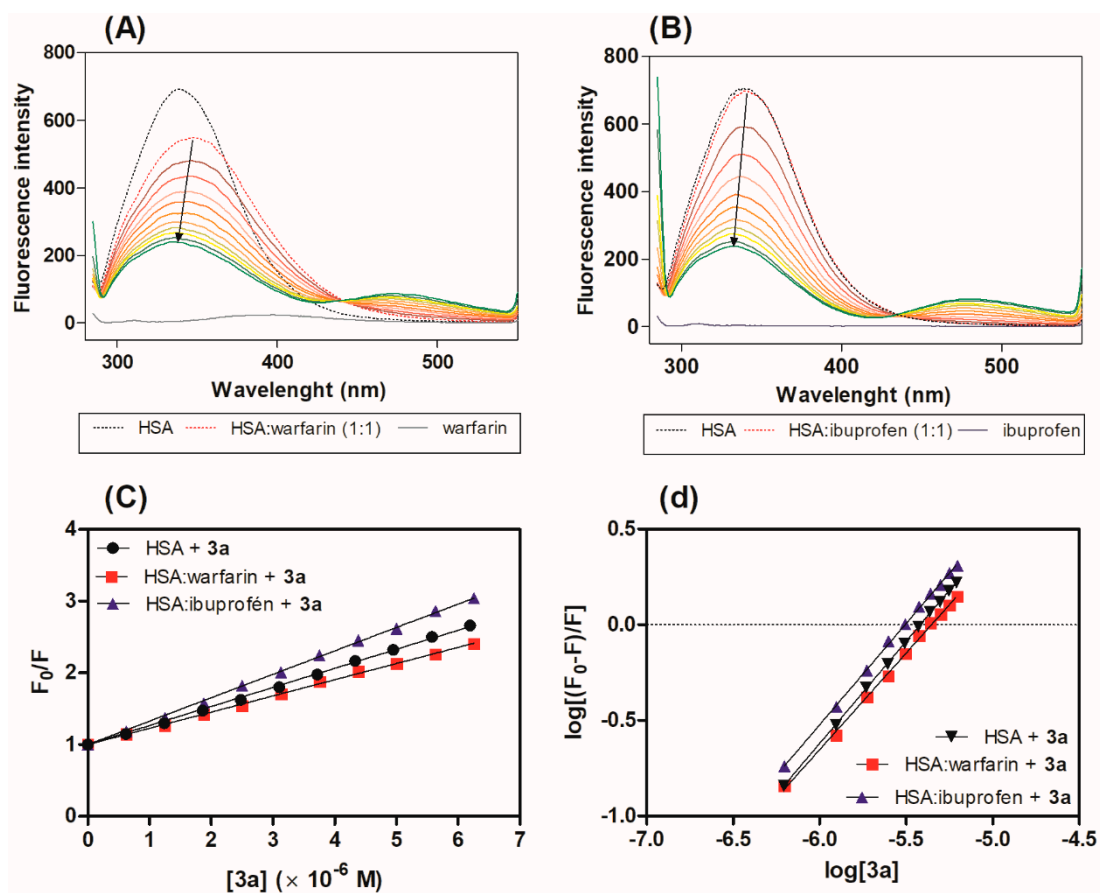 (A)
800
600
400
200
0
Fluorescence intensity
300
400
500
Wavelenght (nm)
HSA
HSA:warfarin (1:1)
warfarin
(B)
800
600
400
200
0
Fluorescence intensity
300
400
500
Wavelenght (nm)
HSA
HSA:ibuprofen (1:1)
ibuprofen
(C)
4
3
2
1
0
F₀/F
HSA + 3a
HSA:warfarin + 3a
HSA:ibuprofén + 3a
0
1
2
3
4
5
6
7
[3a] (× 10⁻⁶ M)
(d)
0.5
0.0
-0.5
-1.0
log[(F₀-F)/F]
HSA + 3a
HSA:warfarin + 3a
HSA:ibuprofen + 3a
-7.0
-6.5
-6.0
-5.5
-5.0
-4.5
log[3a]